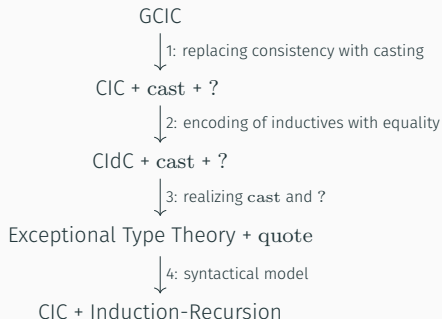 GCIC
1: replacing consistency with casting
CIC + cast + ?
2: encoding of inductives with equality
CIdC + cast + ?
3: realizing cast and ?
Exceptional Type Theory + quote
4: syntactical model
CIC + Induction-Recursion